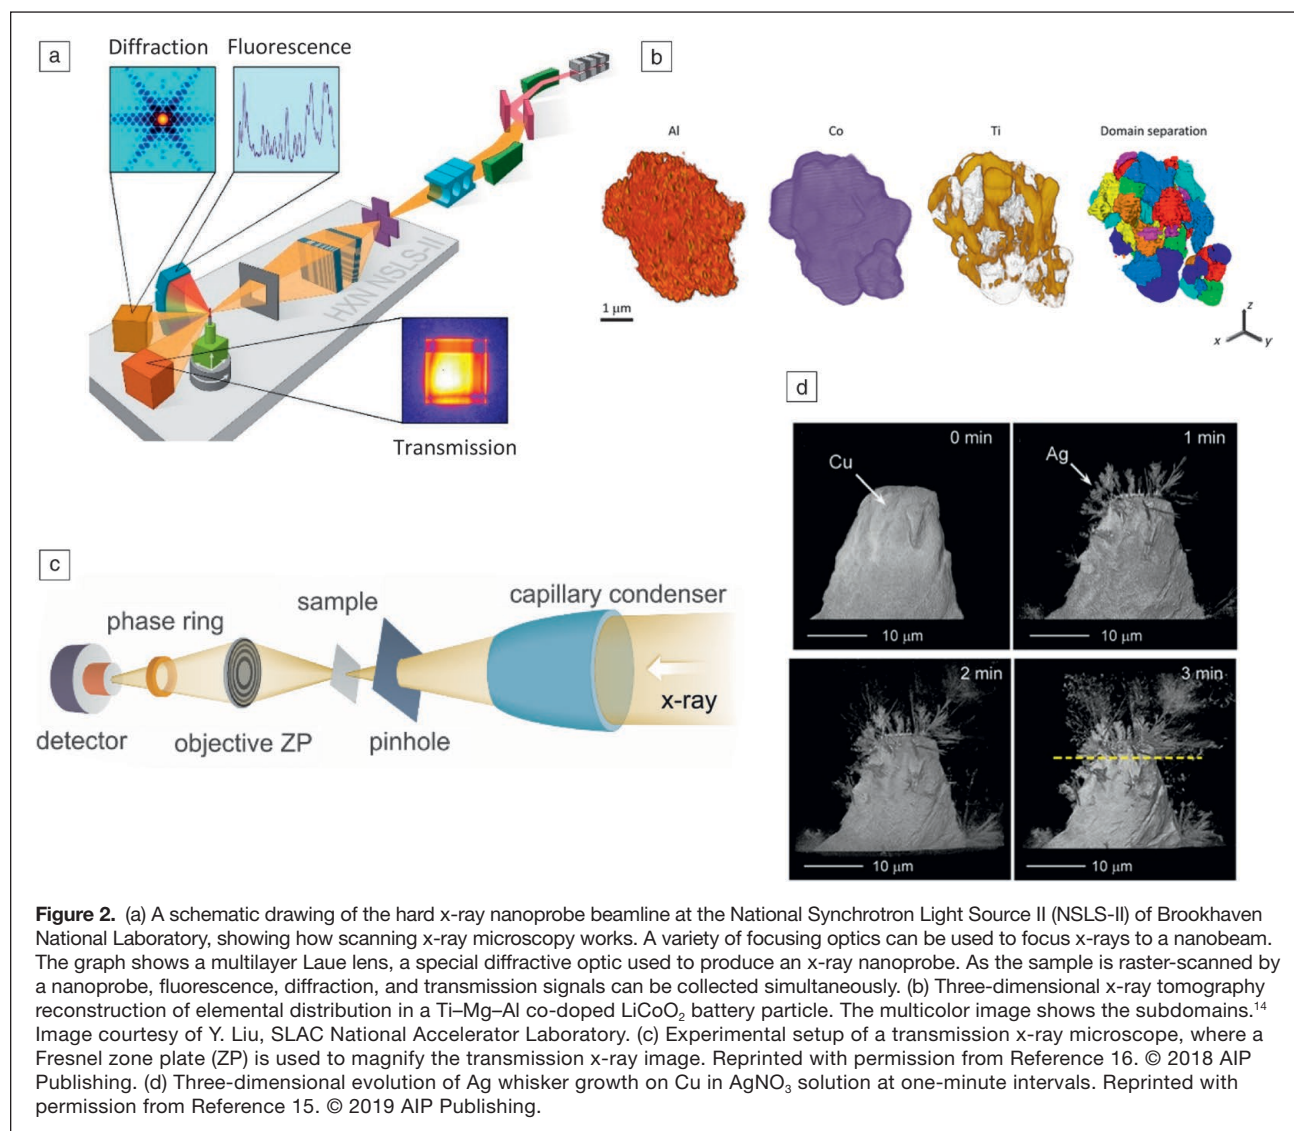 a
Diffraction
Fluorescence
HXN NSLS-II
Transmission
b
Al
Co
Ti
Domain separation
1 μm
z
x
y
c
phase ring
sample
capillary condenser
detector
objective ZP
pinhole
x-ray
d
0 min
Cu
10 μm
1 min
Ag
10 μm
2 min
10 μm
3 min
10 μm
Figure 2. (a) A schematic drawing of the hard x-ray nanoprobe beamline at the National Synchrotron Light Source II (NSLS-II) of Brookhaven
National Laboratory, showing how scanning x-ray microscopy works. A variety of focusing optics can be used to focus x-rays to a nanobeam.
The graph shows a multilayer Laue lens, a special diffractive optic used to produce an x-ray nanoprobe. As the sample is raster-scanned by
a nanoprobe, fluorescence, diffraction, and transmission signals can be collected simultaneously. (b) Three-dimensional x-ray tomography
reconstruction of elemental distribution in a Ti–Mg–Al co-doped LiCoO₂ battery particle. The multicolor image shows the subdomains.¹⁴
Image courtesy of Y. Liu, SLAC National Accelerator Laboratory. (c) Experimental setup of a transmission x-ray microscope, where a
Fresnel zone plate (ZP) is used to magnify the transmission x-ray image. Reprinted with permission from Reference 16. © 2018 AIP
Publishing. (d) Three-dimensional evolution of Ag whisker growth on Cu in AgNO₃ solution at one-minute intervals. Reprinted with
permission from Reference 15. © 2019 AIP Publishing.